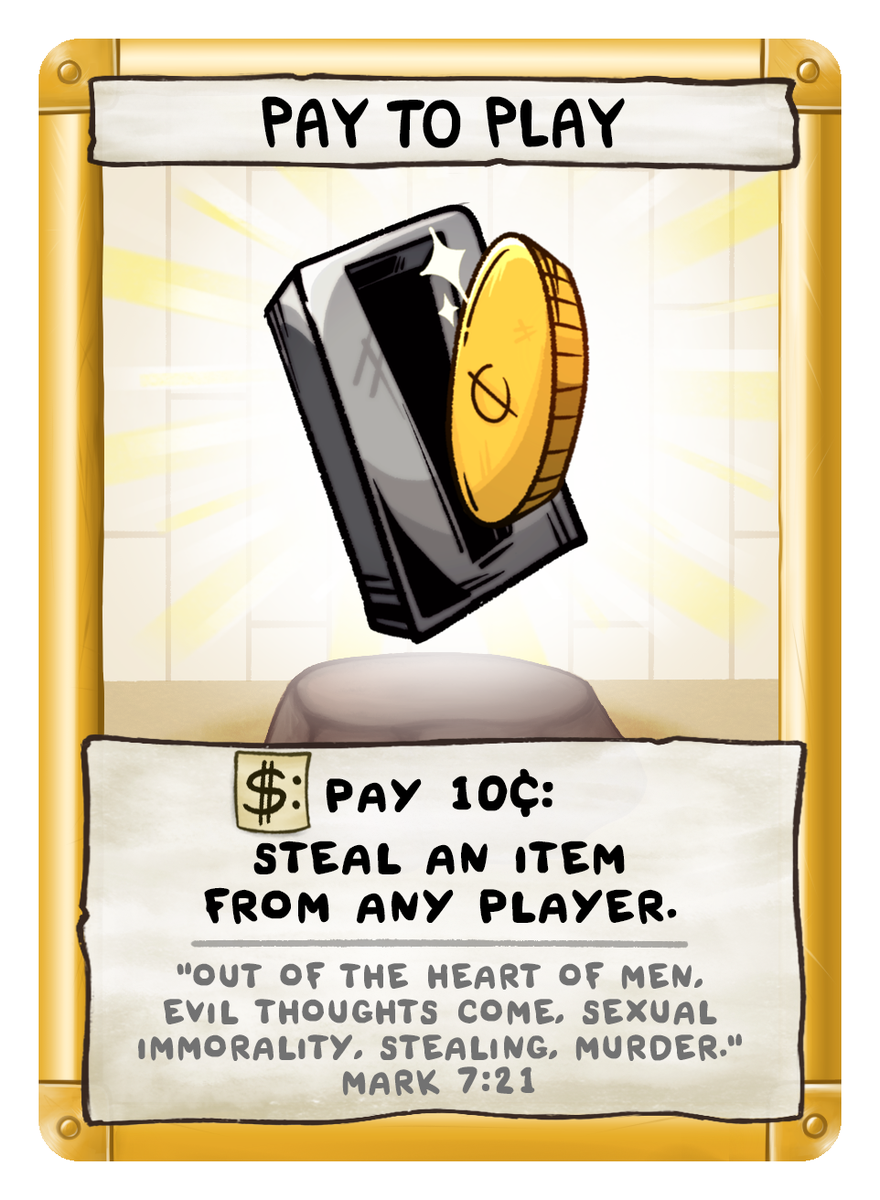 PAY TO PLAY
¢
$: PAY 10¢:
STEAL AN ITEM
FROM ANY PLAYER.
"OUT OF THE HEART OF MEN,
EVIL THOUGHTS COME, SEXUAL
IMMORALITY, STEALING, MURDER."
MARK 7:21